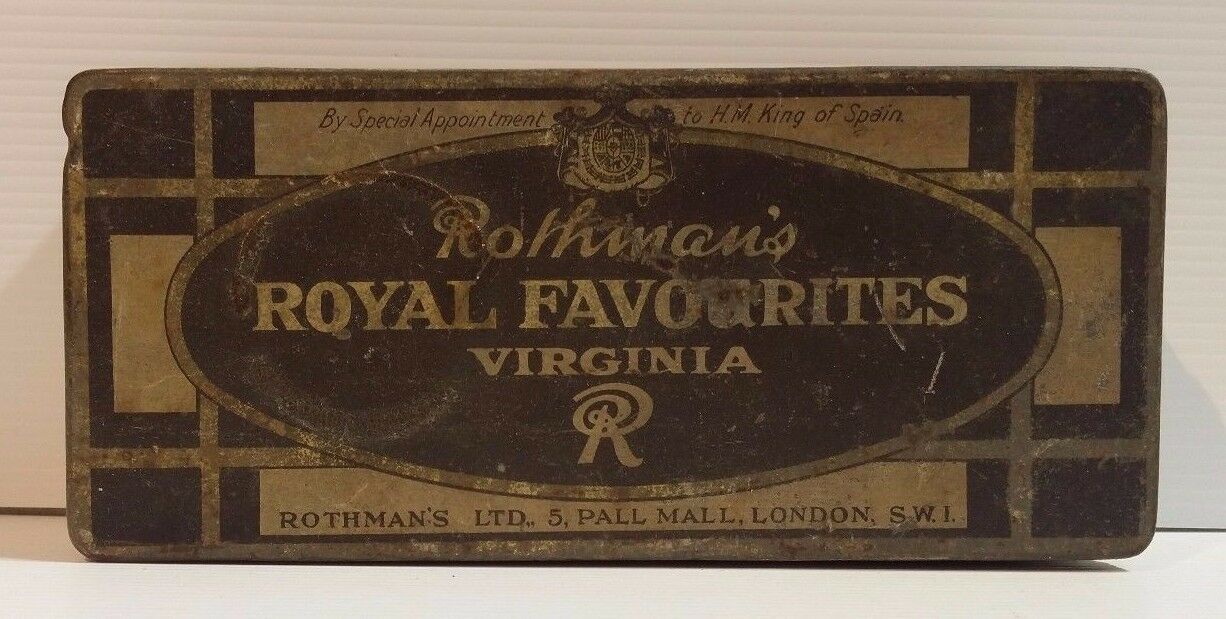 By Special Appointment to H.M. King of Spain.
Rothman's
ROYAL FAVOURITES
VIRGINIA
R
ROTHMAN'S LTD., 5, PALL MALL, LONDON, S.W.1.